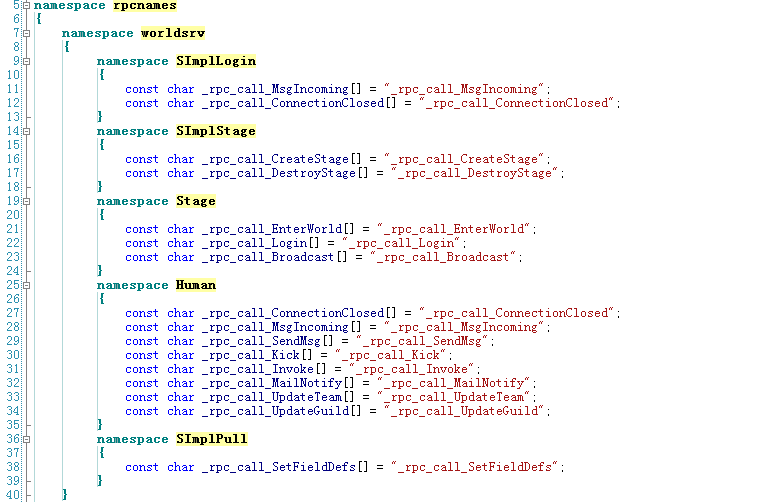 5 namespace rpcnames
6 {
7     namespace worldsrv
8     {
9         namespace SImplLogin
10         {
11             const char _rpc_call_MsgIncoming[] = "_rpc_call_MsgIncoming";
12             const char _rpc_call_ConnectionClosed[] = "_rpc_call_ConnectionClosed";
13         }
14         namespace SImplStage
15         {
16             const char _rpc_call_CreateStage[] = "_rpc_call_CreateStage";
17             const char _rpc_call_DestroyStage[] = "_rpc_call_DestroyStage";
18         }
19         namespace Stage
20         {
21             const char _rpc_call_EnterWorld[] = "_rpc_call_EnterWorld";
22             const char _rpc_call_Login[] = "_rpc_call_Login";
23             const char _rpc_call_Broadcast[] = "_rpc_call_Broadcast";
24         }
25         namespace Human
26         {
27             const char _rpc_call_ConnectionClosed[] = "_rpc_call_ConnectionClosed";
28             const char _rpc_call_MsgIncoming[] = "_rpc_call_MsgIncoming";
29             const char _rpc_call_SendMsg[] = "_rpc_call_SendMsg";
30             const char _rpc_call_Kick[] = "_rpc_call_Kick";
31             const char _rpc_call_Invoke[] = "_rpc_call_Invoke";
32             const char _rpc_call_MailNotify[] = "_rpc_call_MailNotify";
33             const char _rpc_call_UpdateTeam[] = "_rpc_call_UpdateTeam";
34             const char _rpc_call_UpdateGuild[] = "_rpc_call_UpdateGuild";
35         }
36         namespace SImplPull
37         {
38             const char _rpc_call_SetFieldDefs[] = "_rpc_call_SetFieldDefs";
39         }
40     }